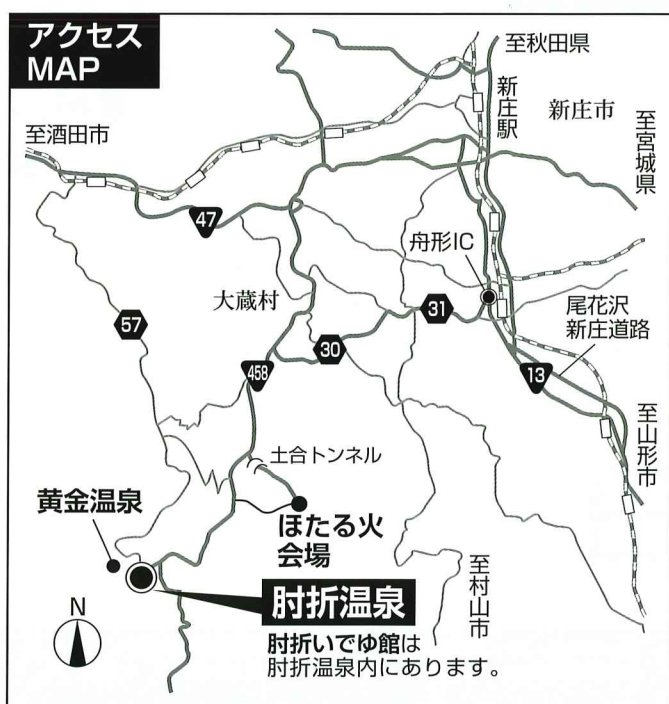 アクセス
MAP
至秋田県
新庄駅
新庄市
至宮城県
至酒田市
47
舟形IC
大蔵村
57
31
尾花沢
新庄道路
30
458
13
至山形市
土合トンネル
黄金温泉
ほたる火
会場
肘折温泉
至村山市
N
肘折いでゆ館は
肘折温泉内にあります。